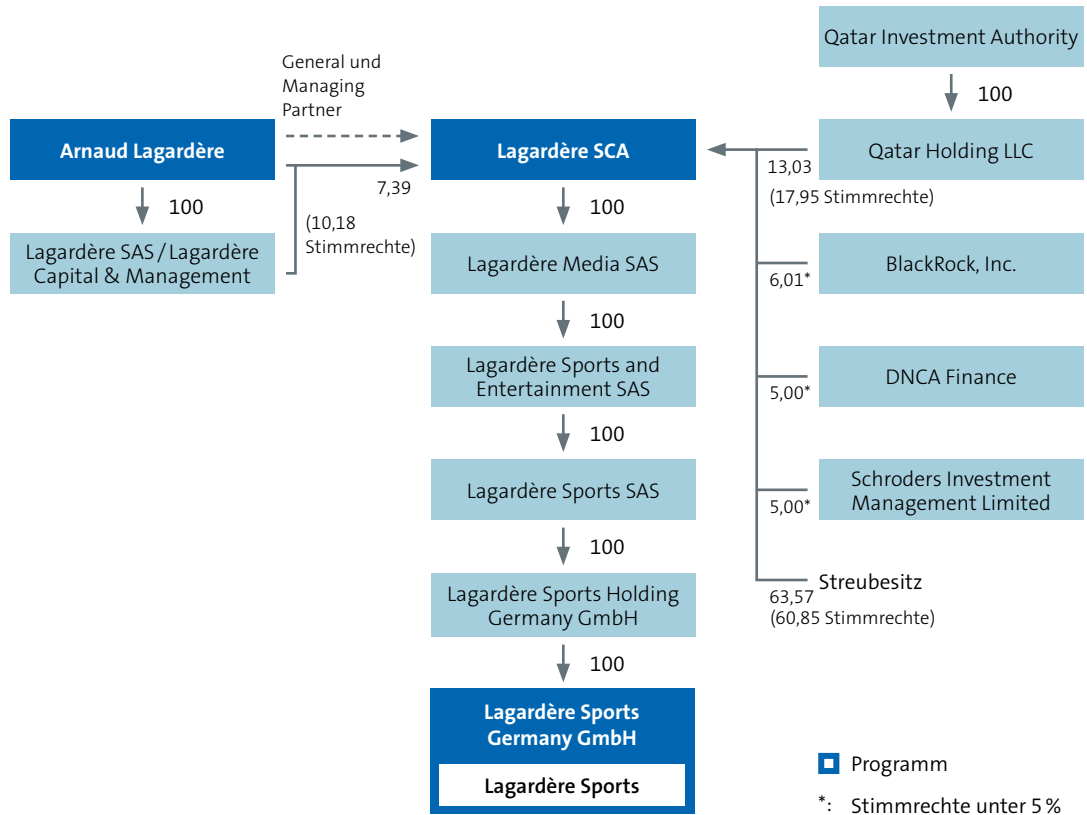 Qatar Investment Authority
100
General und
Managing
Partner
Arnaud Lagardère
Lagardère SCA
Qatar Holding LLC
7,39
13,03
(17,95 Stimmrechte)
100
100
(10,18
Stimmrechte)
Lagardère SAS / Lagardère
Capital & Management
Lagardère Media SAS
BlackRock, Inc.
6,01*
100
Lagardère Sports and
Entertainment SAS
DNCA Finance
5,00*
100
Lagardère Sports SAS
Schroders Investment
Management Limited
5,00*
100
Lagardère Sports Holding
Germany GmbH
Streubesitz
63,57
(60,85 Stimmrechte)
100
Lagardère Sports
Germany GmbH
Lagardère Sports
Programm
*: Stimmrechte unter 5 %